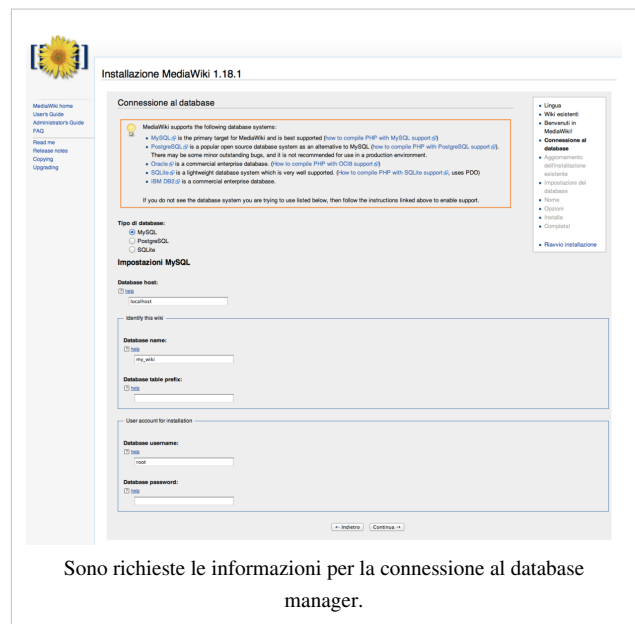 Installazione MediaWiki 1.18.1
MediaWiki home
User's Guide
Administrator's Guide
FAQ
Read me
Release notes
Copying
Upgrading
Connessione al database
MediaWiki supports the following database systems:
• MySQL is the primary target for MediaWiki and is best supported (how to compile PHP with MySQL support)
• PostgreSQL is a popular open source database system as an alternative to MySQL (how to compile PHP with PostgreSQL support).
There may be some minor outstanding bugs, and it is not recommended for use in a production environment.
• Oracle is a commercial enterprise database. (How to compile PHP with OCI8 support)
• SQLite is a lightweight database system which is very well supported. (How to compile PHP with SQLite support, uses PDO)
• IBM DB2 is a commercial enterprise database.
If you do not see the database system you are trying to use listed below, then follow the instructions linked above to enable support.
Tipo di database:
MySQL
PostgreSQL
SQLite
Impostazioni MySQL
Database host:
[?] help
localhost
Identify this wiki
Database name:
[?] help
my_wiki
Database table prefix:
[?] help
User account for installation
Database username:
[?] help
root
Database password:
[?] help
← Indietro
Continua →
• Lingua
• Wiki esistenti
• Benvenuti in
MediaWiki!
• Connessione al
database
• Aggiornamento
dell'installazione
esistente
• Impostazioni del
database
• Nome
• Opzioni
• Installa
• Completa!
• Riavvio installazione
Sono richieste le informazioni per la connessione al database
manager.